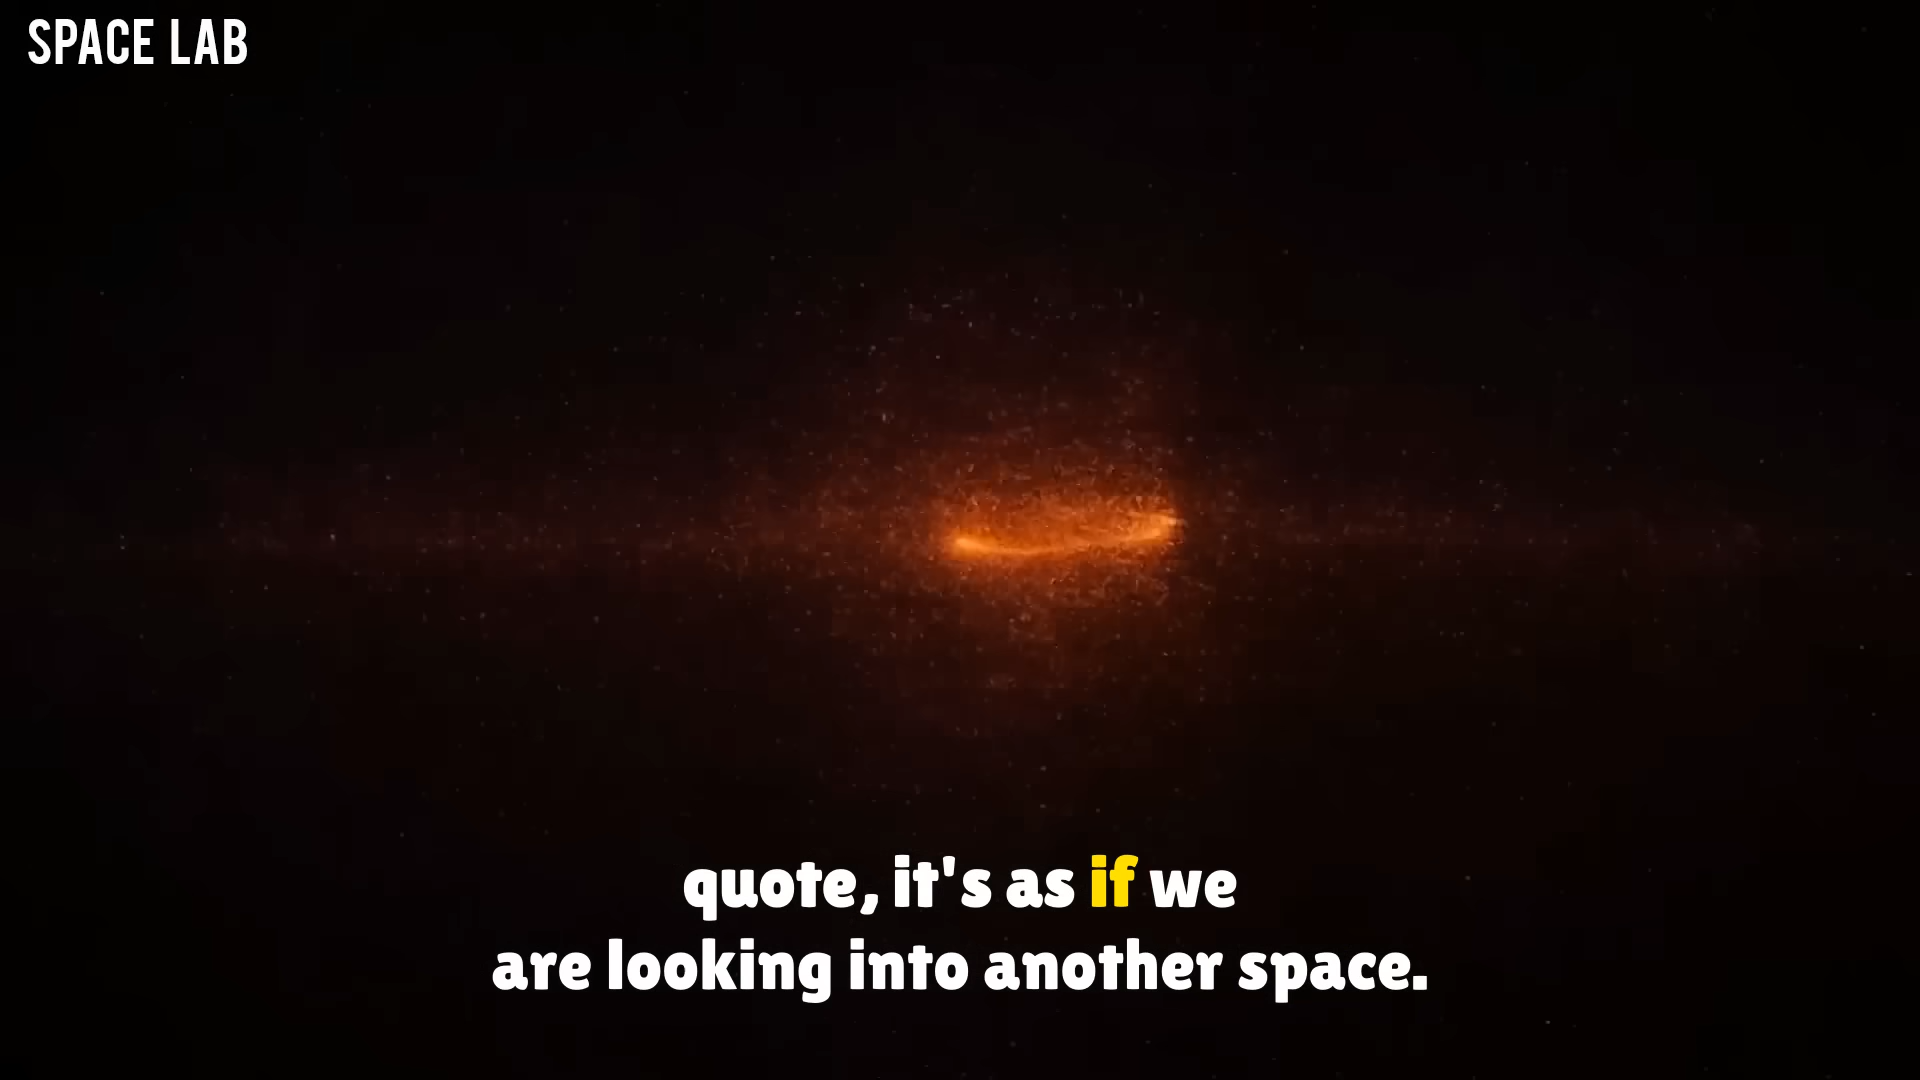 SPACE LAB
quote, it's as if we
are looking into another space.